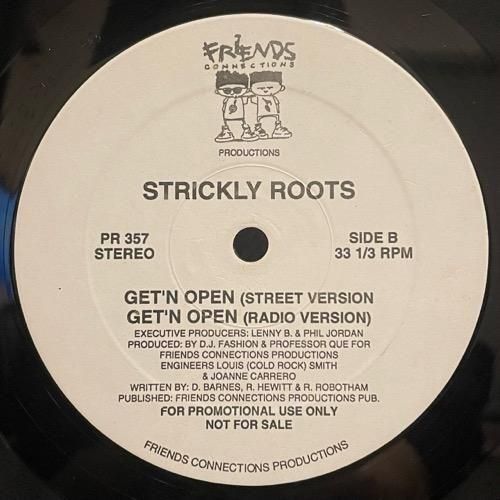 FRIENDS
CONNECTIONS
PRODUCTIONS
STRICKLY ROOTS
PR 357
STEREO
SIDE B
33 1/3 RPM
GET'N OPEN (STREET VERSION
GET'N OPEN (RADIO VERSION)
EXECUTIVE PRODUCERS: LENNY B. & PHIL JORDAN
PRODUCED: BY D.J. FASHION & PROFESSOR QUE FOR
FRIENDS CONNECTIONS PRODUCTIONS
ENGINEERS LOUIS (COLD ROCK) SMITH
& JOANNE CARRERO
WRITTEN BY: D. BARNES, R. HEWITT & R. ROBOTHAM
PUBLISHED: FRIENDS CONNECTIONS PRODUCTIONS PUB.
FOR PROMOTIONAL USE ONLY
NOT FOR SALE
FRIENDS CONNECTIONS PRODUCTIONS